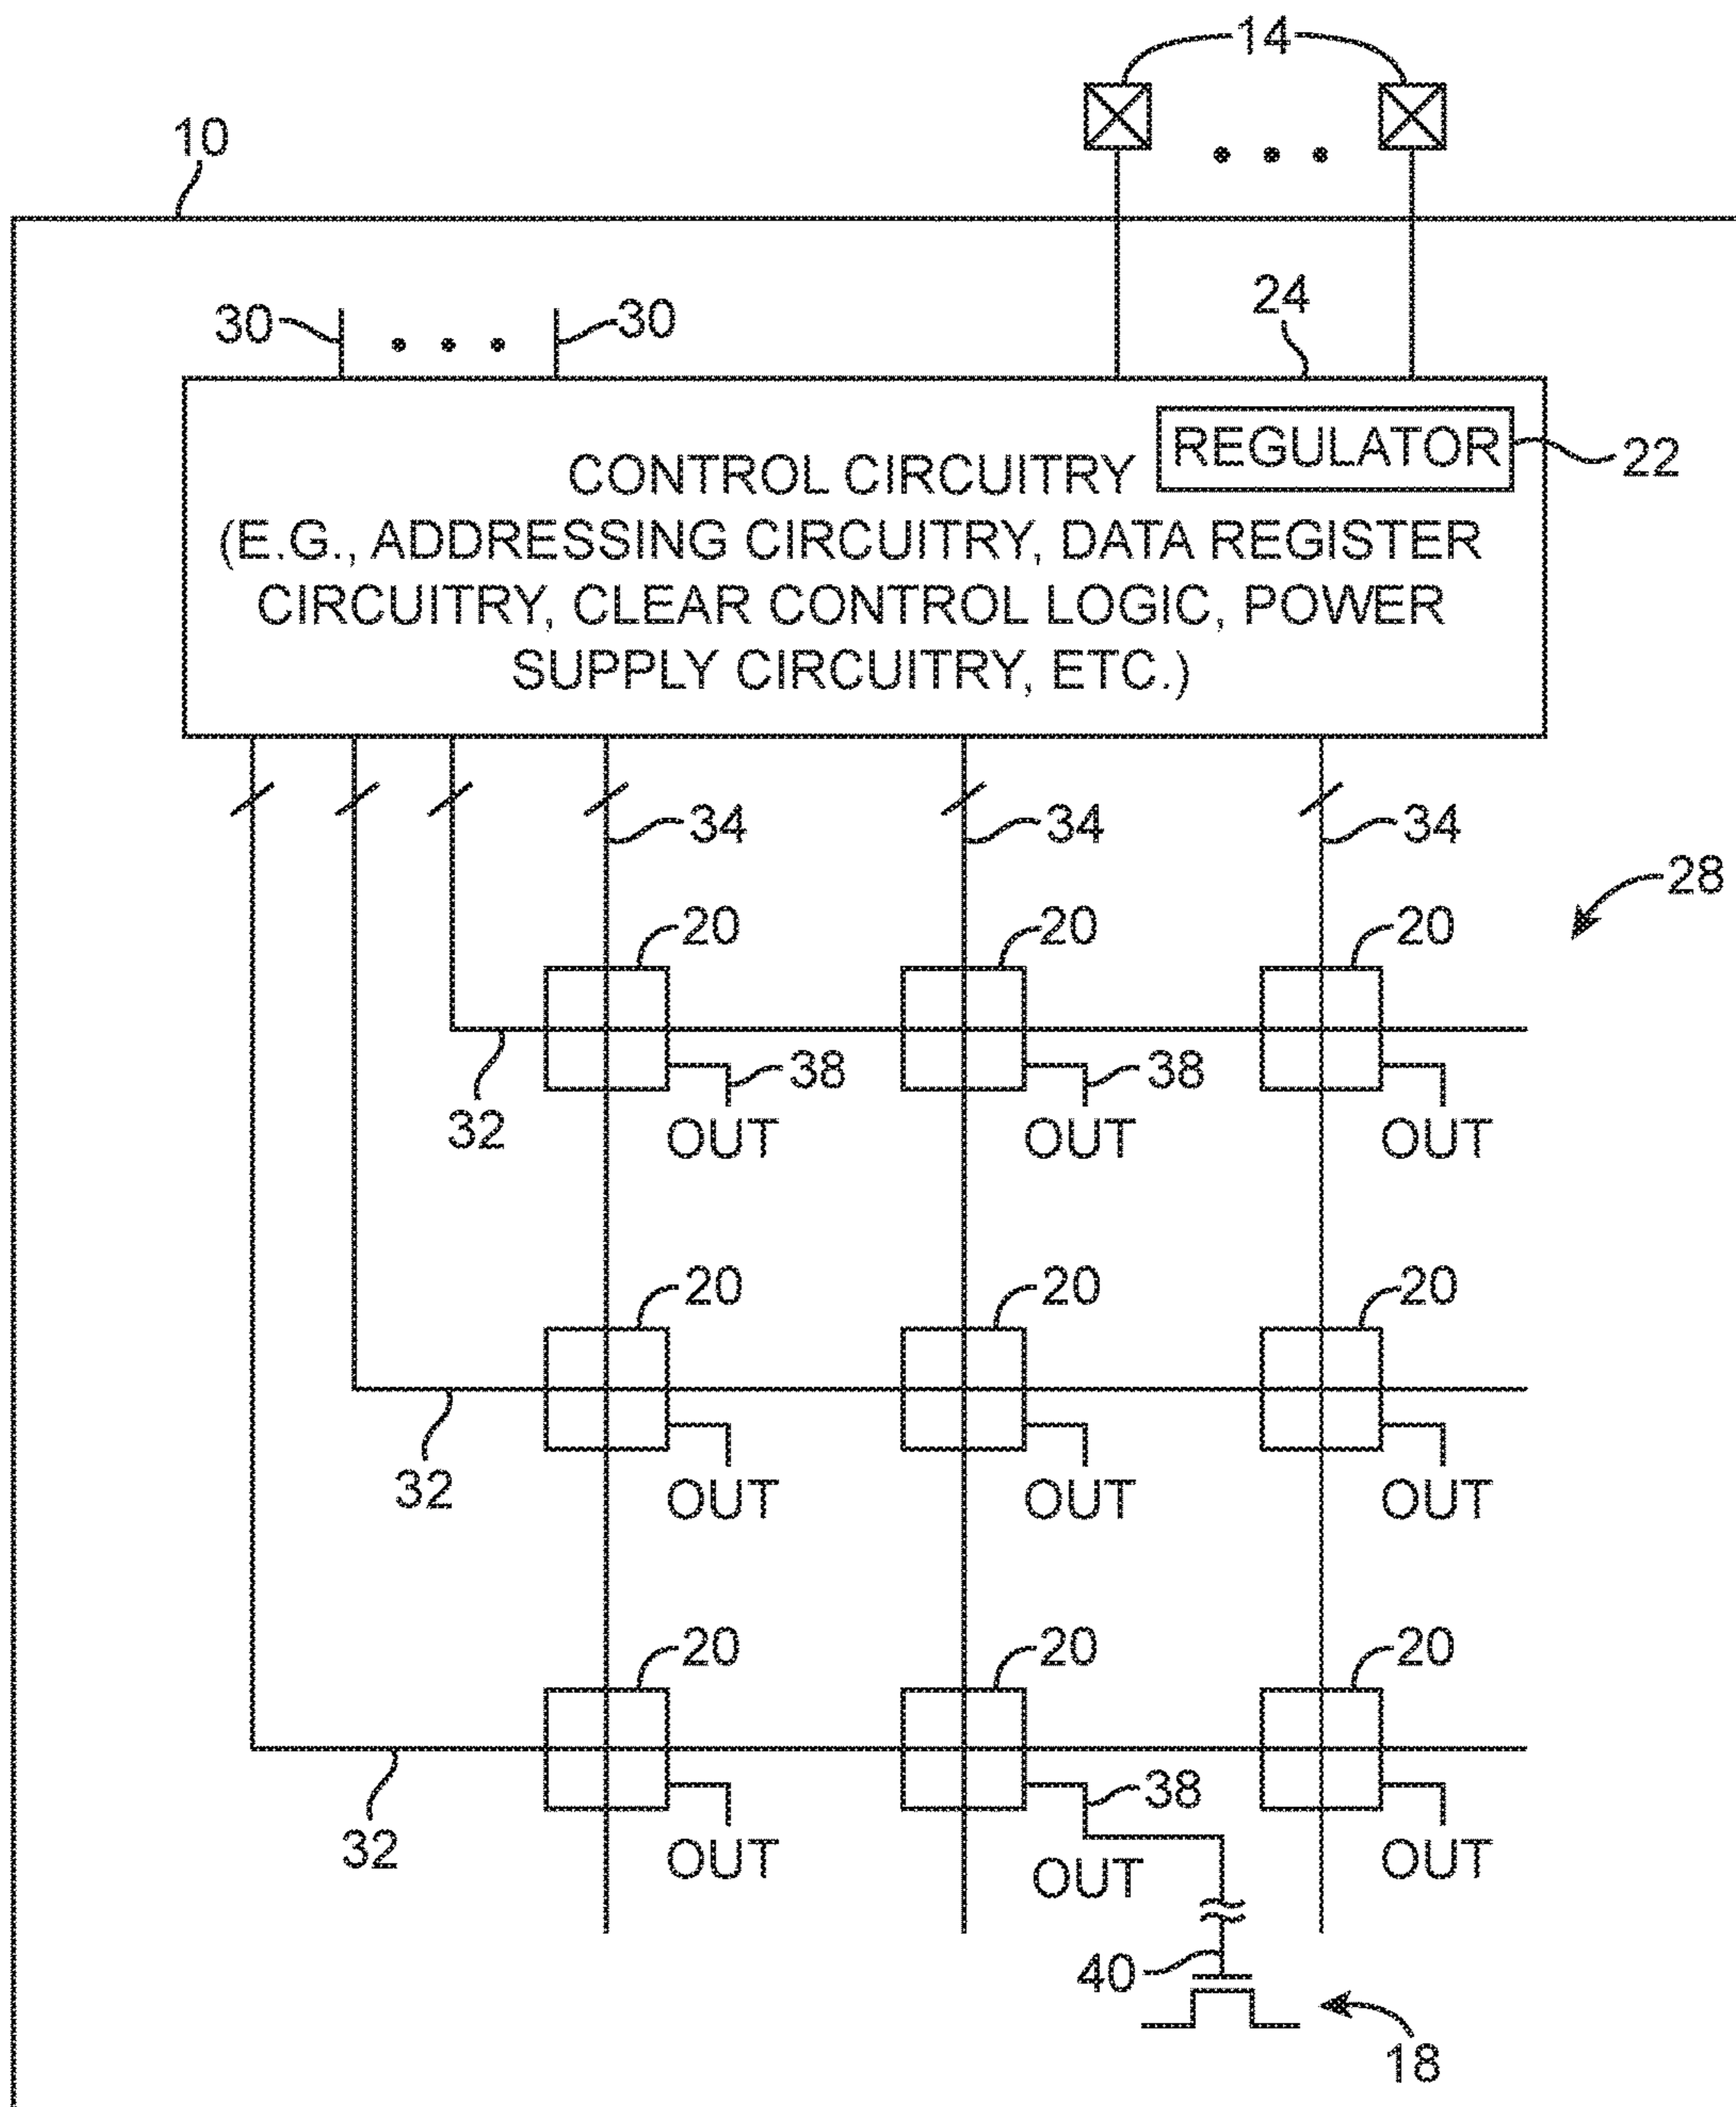 14
10
24
30
30
REGULATOR
22
CONTROL CIRCUITRY
(E.G., ADDRESSING CIRCUITRY, DATA REGISTER
CIRCUITRY, CLEAR CONTROL LOGIC, POWER
SUPPLY CIRCUITRY, ETC.)
34
34
34
28
20
20
20
38
38
32
OUT
OUT
OUT
20
20
20
32
OUT
OUT
OUT
20
20
20
38
32
OUT
OUT
OUT
40
18